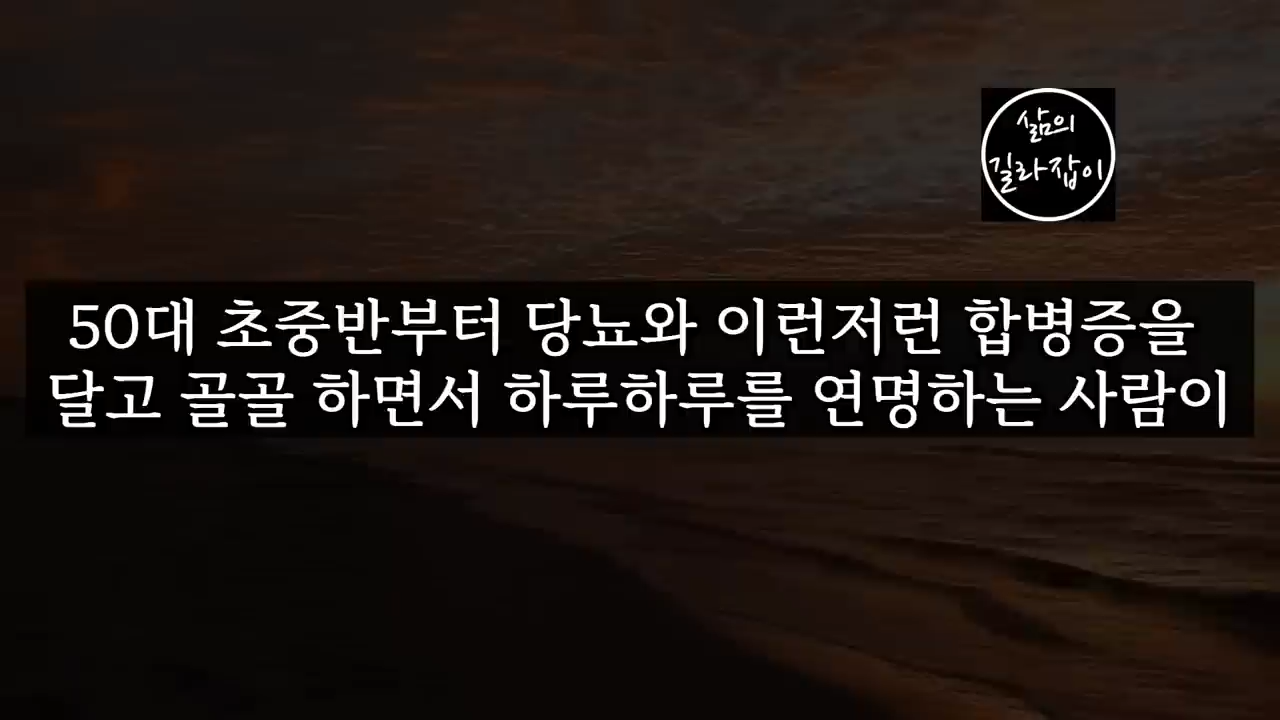 삶의
길라잡이
50대 초중반부터 당뇨와 이런저런 합병증을
달고 골골 하면서 하루하루를 연명하는 사람이